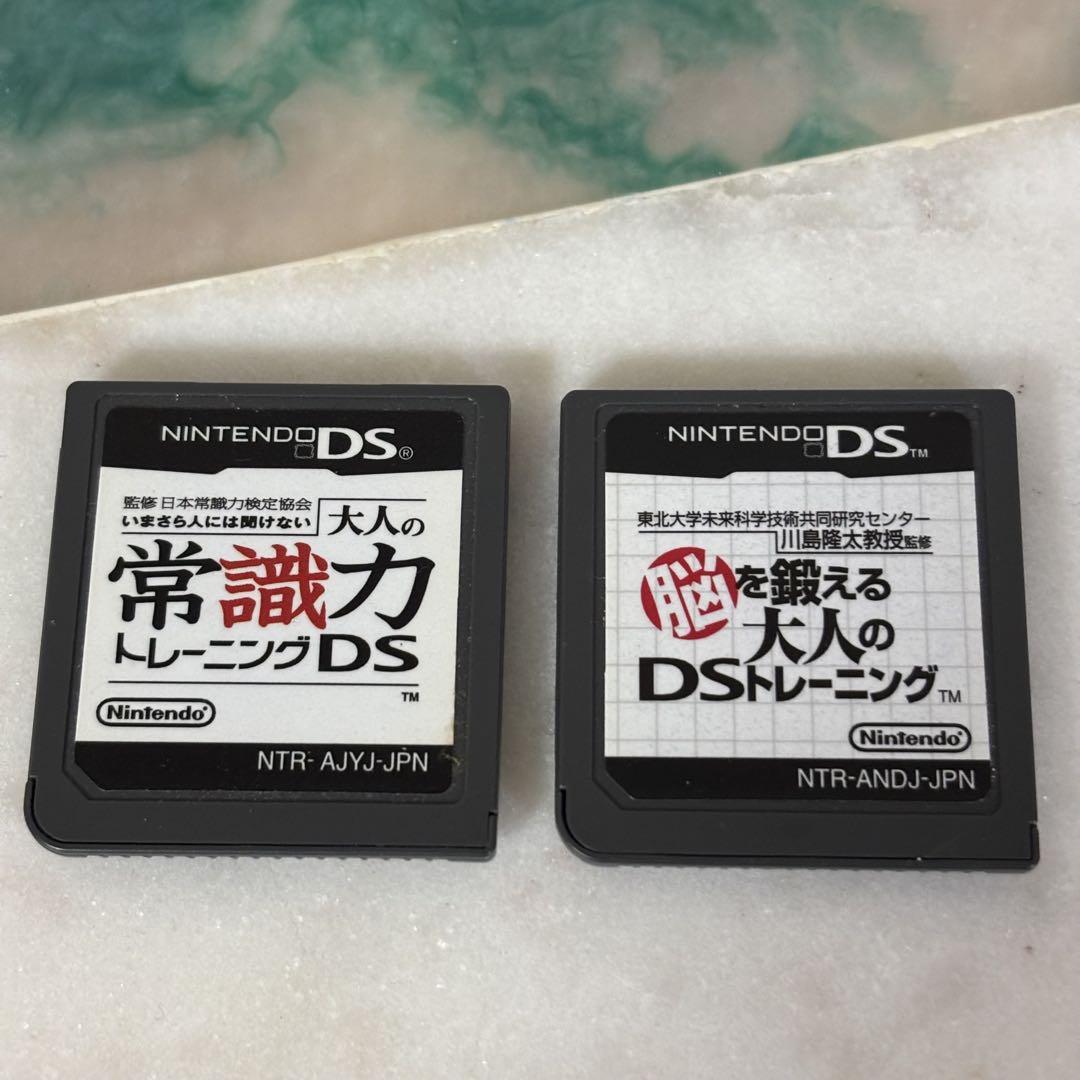 NINTENDO DS®
監修 日本常識力検定協会
いまさら人には聞けない
大人の
常識力
トレーニングDS
TM
Nintendo®
NTR- AJYJ-JPN
NINTENDO DS™
東北大学未来科学技術共同研究センター
川島隆太教授監修
脳を鍛える
大人の
DSトレーニング™
Nintendo®
NTR-ANDJ-JPN